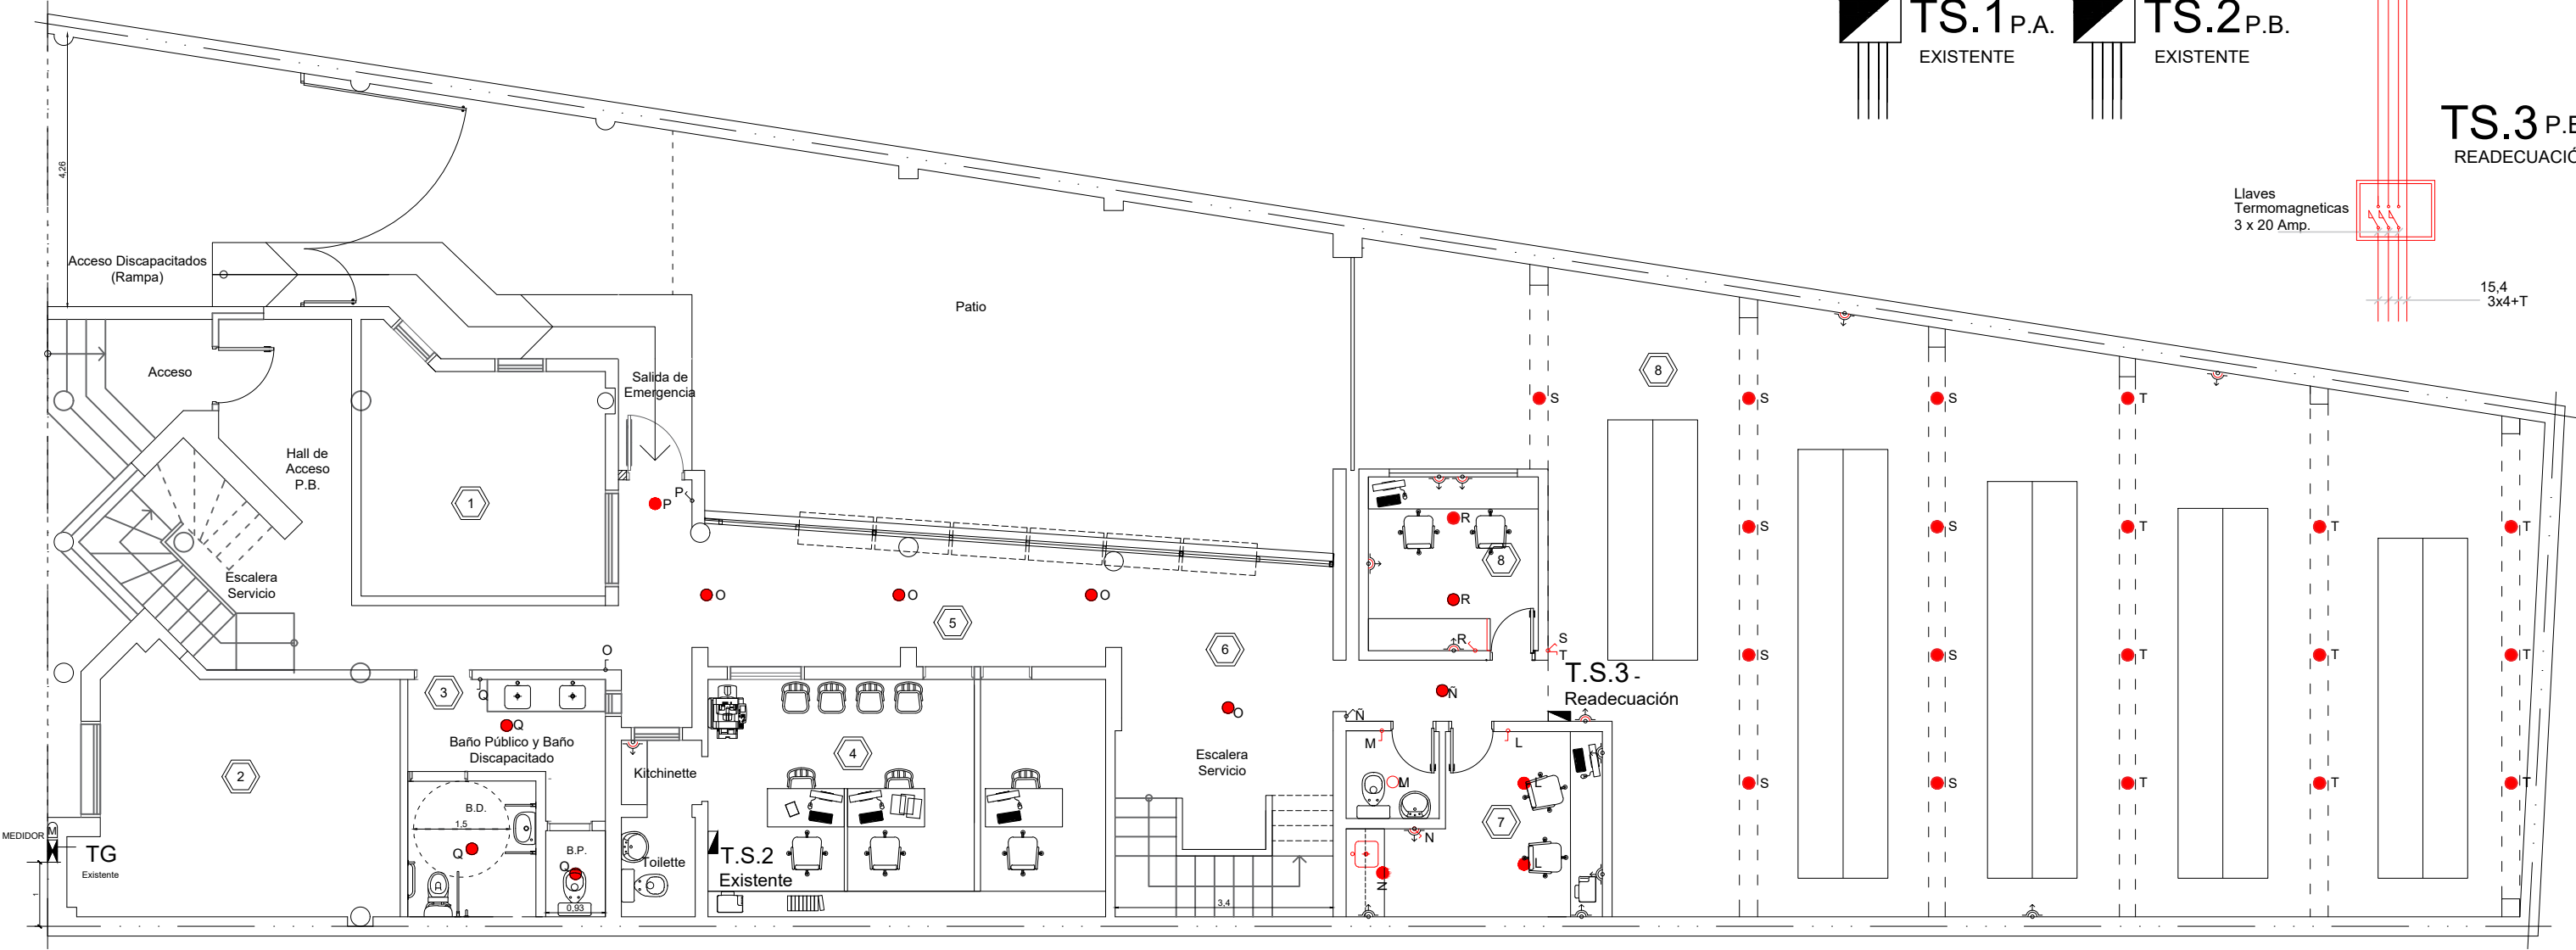 TS.1 P.A.
EXISTENTE
TS.2 P.B.
EXISTENTE
TS.3
Llaves
Termomagneticas
3 x 20 Amp.
15,4
3x4+T
4,26
Acceso Discapacitados
(Rampa)
Patio
Acceso
Salida de
Emergencia
8
S
S
S
T
Hall de
Acceso
P.B.
1
P
P
R
8
S
S
T
T
T
Escalera
Servicio
O
O
O
R
5
O
6
R
S
T
S
S
T
T
T
3
Q
T.S.3 -
Readecuación
Ñ
Ñ
O
Q
Baño Público y Baño
Discapacitado
2
Kitchinette
4
Escalera
Servicio
M
L
M
L
S
S
T
T
T
B.D.
1,5
7
MEDIDOR
M
TG
Existente
Q
B.P.
Q
Toilette
T.S.2
Existente
N
L
N
1
0,93
3,4